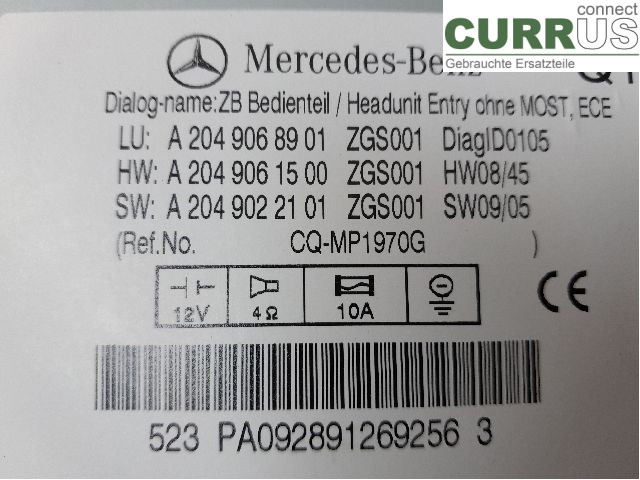 connect
CURRUS
Gebrauchte Ersatzteile
Mercedes-Benz
Dialog-name: ZB Bedienteil / Headunit Entry ohne MOST, ECE
LU: A 204 906 89 01 ZGS001 DiagID0105
HW: A 204 906 15 00 ZGS001 HW08/45
SW: A 204 902 21 01 ZGS001 SW09/05
(Ref.No. CQ-MP1970G )
12V 4Ω 10A
CE
523 PA092891269256 3